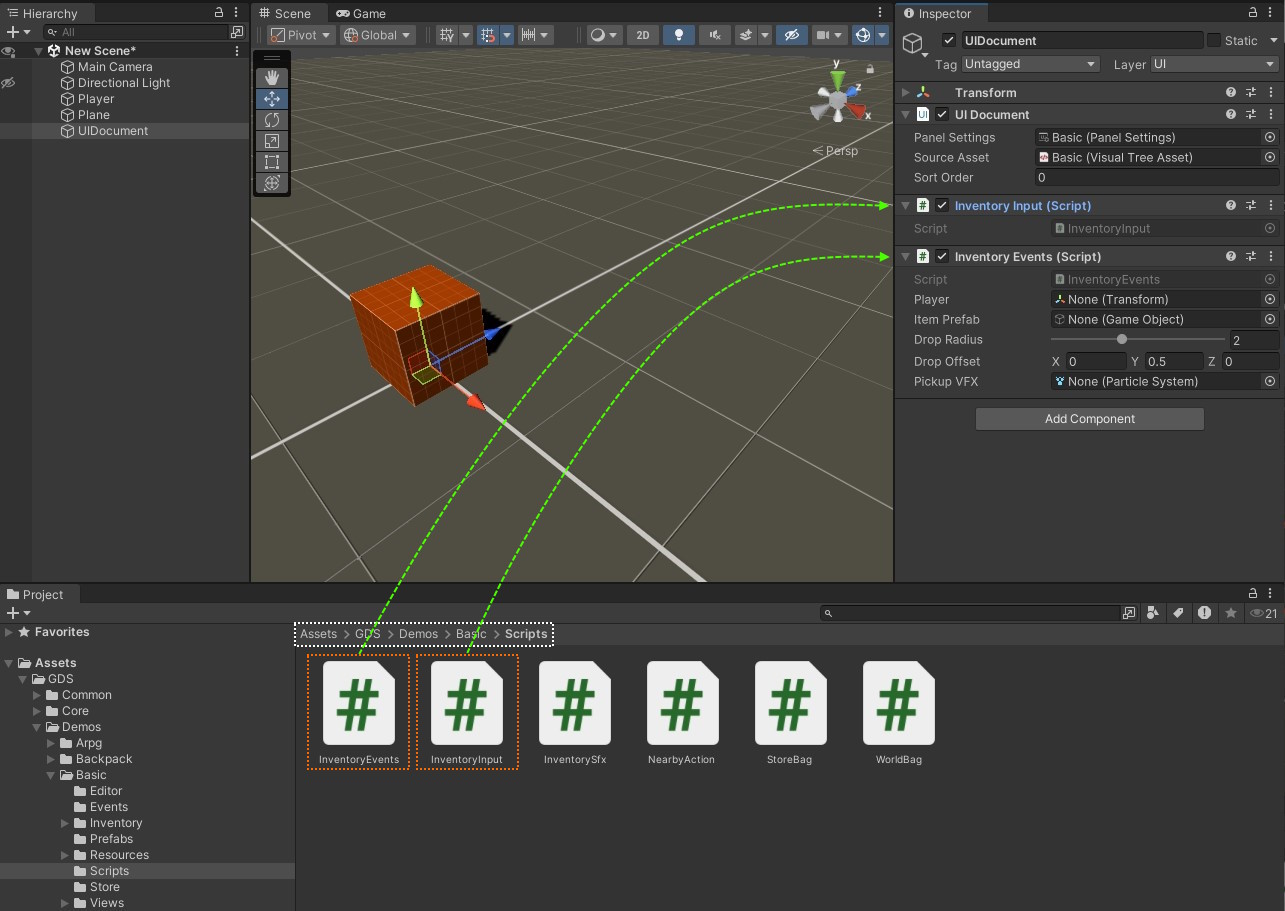 Hierarchy
All
New Scene*
Main Camera
Directional Light
Player
Plane
UIDocument
Scene
Game
Pivot
Global
2D
y
z
x
Persp
Inspector
UIDocument
Static
Tag
Untagged
Layer
UI
Transform
UI Document
Panel Settings
Basic (Panel Settings)
Source Asset
Basic (Visual Tree Asset)
Sort Order
0
Inventory Input (Script)
Script
InventoryInput
Inventory Events (Script)
Script
InventoryEvents
Player
None (Transform)
Item Prefab
None (Game Object)
Drop Radius
2
Drop Offset
X 0 Y 0.5 Z 0
Pickup VFX
None (Particle System)
Add Component
Project
21
Favorites
Assets
GDS
Common
Core
Demos
Arpg
Backpack
Basic
Editor
Events
Inventory
Prefabs
Resources
Scripts
Store
Views
Assets > GDS > Demos > Basic > Scripts
InventoryEvents
InventoryInput
InventorySfx
NearbyAction
StoreBag
WorldBag